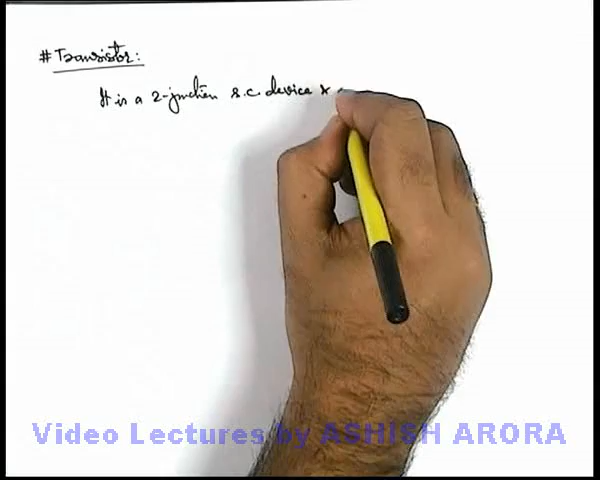 # Transistor:
It is a 2-junction s.c. device &
Video Lectures by ASHISH ARORA